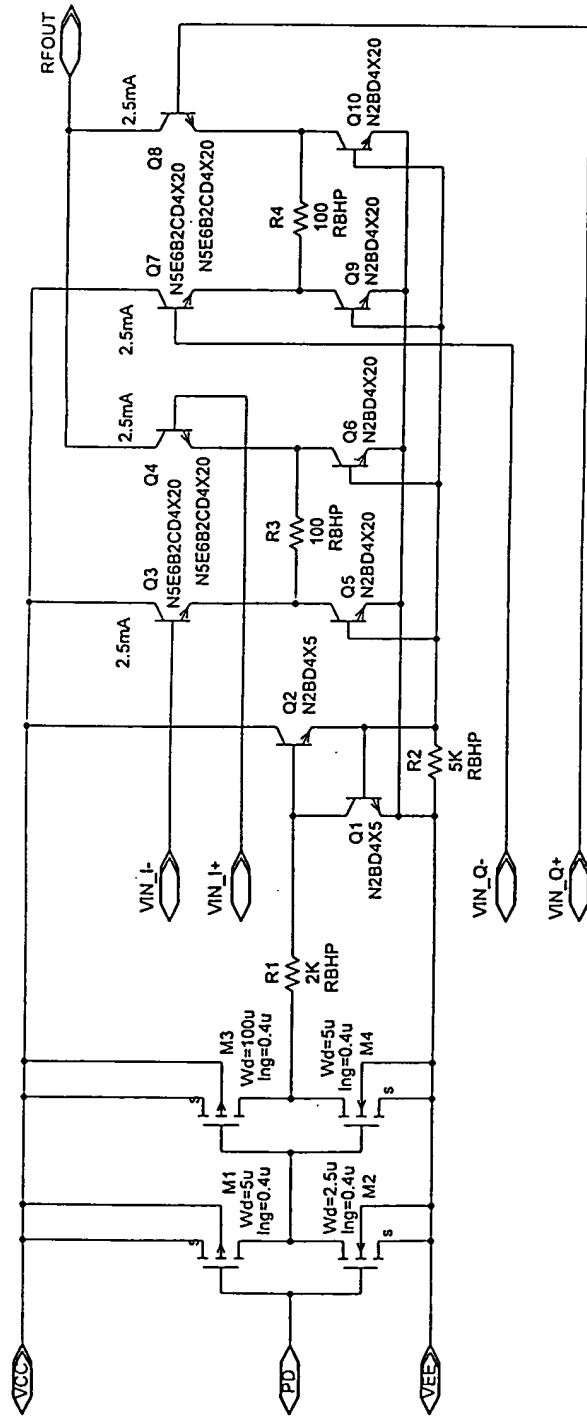 VCC
PD
VEE
M1
Wd=5u
lng=0.4u
s
Wd=2.5u
lng=0.4u
M2
s
M3
Wd=100u
lng=0.4u
s
Wd=5u
lng=0.4u
M4
s
R1
2K
RBHP
VIN_I-
VIN_I+
VIN_Q-
VIN_Q+
Q1
N2BD4X5
Q2
N2BD4X5
R2
5K
RBHP
2.5mA
Q3
N5E6B2CD4X20
Q4
N5E6B2CD4X20
2.5mA
R3
100
RBHP
Q5
N2BD4X20
Q6
N2BD4X20
2.5mA
Q7
N5E6B2CD4X20
Q8
N5E6B2CD4X20
2.5mA
R4
100
RBHP
Q9
N2BD4X20
Q10
N2BD4X20
RFOUT